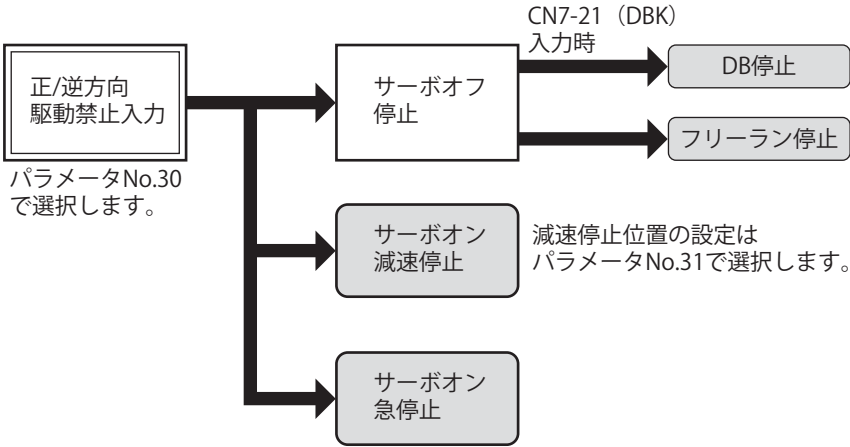 CN7-21（DBK）
入力時
正/逆方向
駆動禁止入力
サーボオフ
停止
DB停止
フリーラン停止
パラメータNo.30
で選択します。
サーボオン
減速停止
減速停止位置の設定は
パラメータNo.31で選択します。
サーボオン
急停止